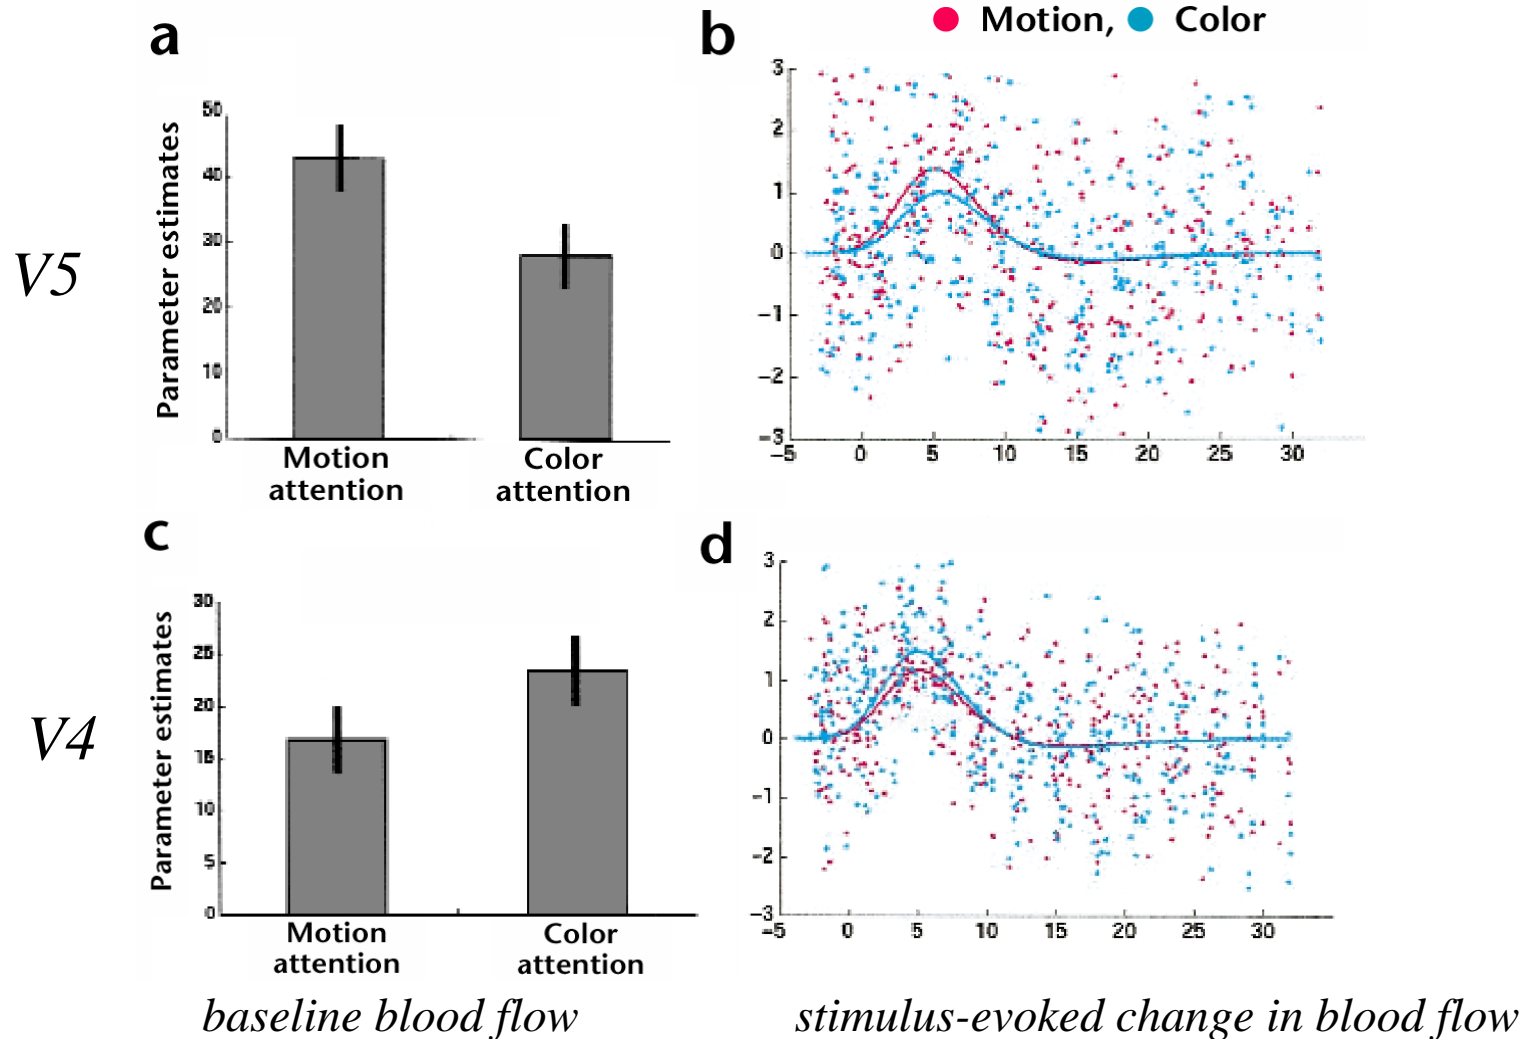 a
b
Motion, Color
V5
Parameter estimates
50
40
30
20
10
0
Motion
attention
Color
attention
3
2
1
0
−1
−2
−3
−5 0 5 10 15 20 25 30
c
d
V4
Parameter estimates
30
25
20
15
10
5
0
Motion
attention
Color
attention
3
2
1
0
−1
−2
−3
−5 0 5 10 15 20 25 30
baseline blood flow
stimulus-evoked change in blood flow